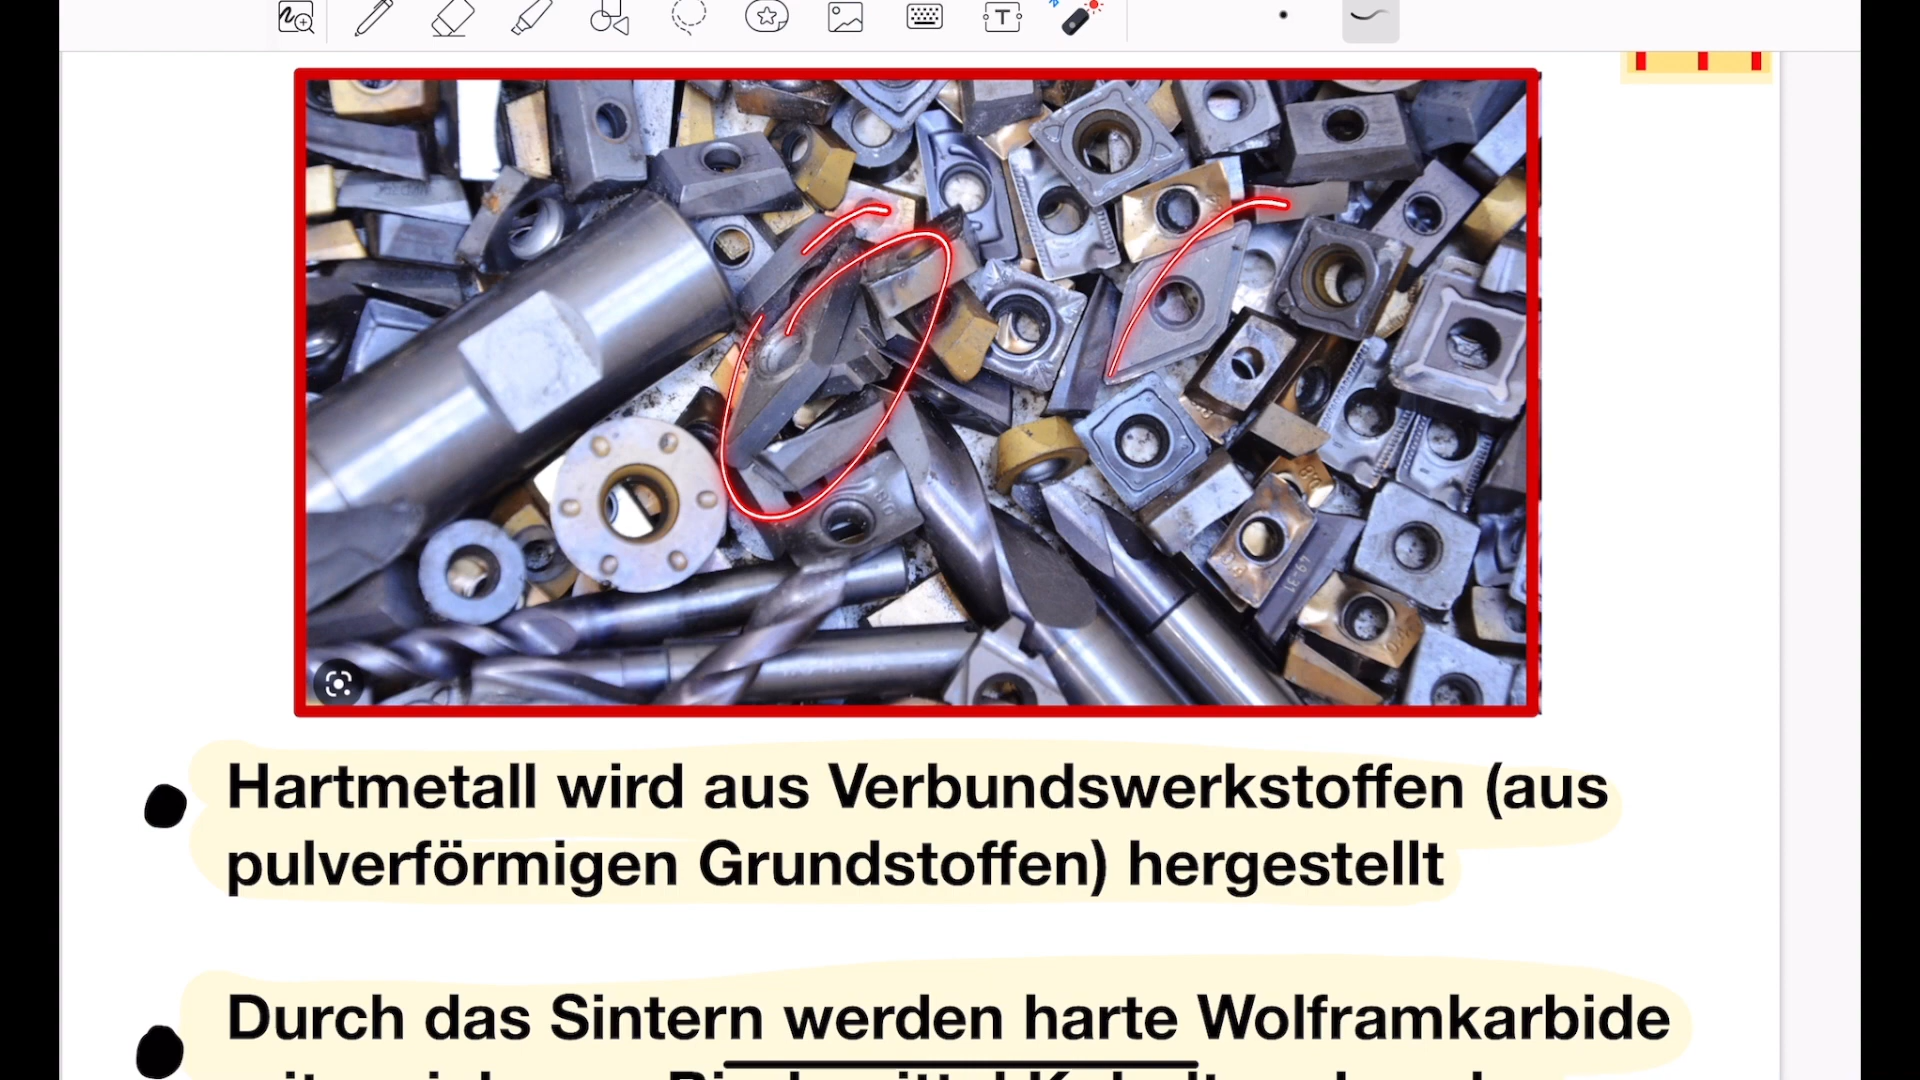 T
Hartmetall wird aus Verbundswerkstoffen (aus
pulverförmigen Grundstoffen) hergestellt
Durch das Sintern werden harte Wolframkarbide